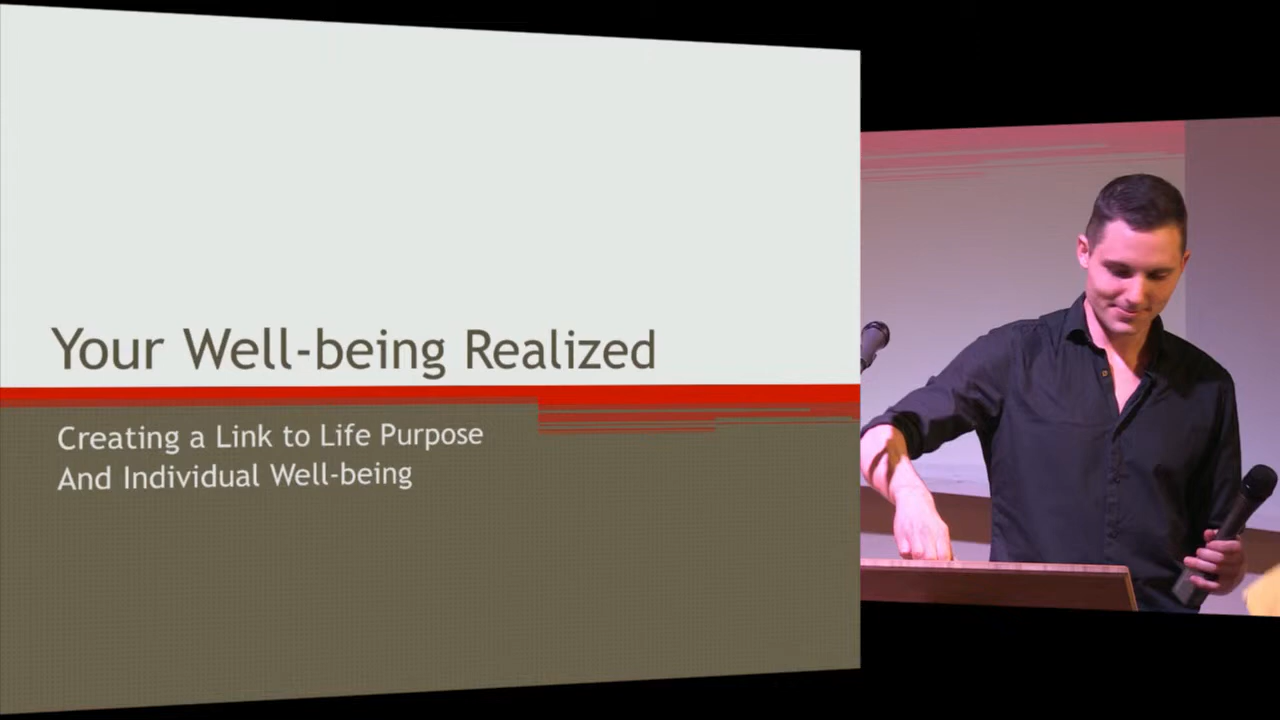 Your Well-being Realized
Creating a Link to Life Purpose
And Individual Well-being